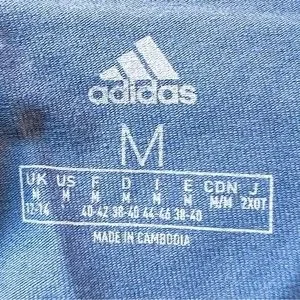 adidas
M
UK US F D I E CDN J
M M M M M M M/M 2XOT
12-14 40-42 38-40 44-46 38-40
MADE IN CAMBODIA